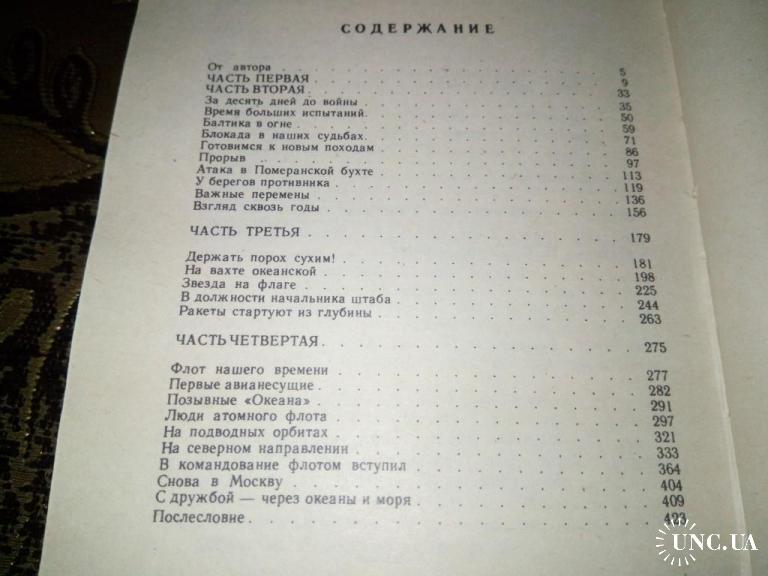 СОДЕРЖАНИЕ
От автора . . . . . . . . . . 5
ЧАСТЬ ПЕРВАЯ . . . . . . . . . . 9
ЧАСТЬ ВТОРАЯ . . . . . . . . . . 33
За десять дней до войны . . . . . . . . . . 35
Время больших испытаний. . . . . . . . . . 50
Балтика в огне . . . . . . . . . . 59
Блокада в наших судьбах. . . . . . . . . . 71
Готовимся к новым походам . . . . . . . . . . 86
Прорыв . . . . . . . . . . 97
Атака в Померанской бухте . . . . . . . . . . 113
У берегов противника . . . . . . . . . . 119
Важные перемены . . . . . . . . . . 136
Взгляд сквозь годы . . . . . . . . . . 156
ЧАСТЬ ТРЕТЬЯ . . . . . . . . . . 179
Держать порох сухим! . . . . . . . . . . 181
На вахте океанской . . . . . . . . . . 198
Звезда на флаге . . . . . . . . . . 225
В должности начальника штаба . . . . . . . . . . 244
Ракеты стартуют из глубины . . . . . . . . . . 263
ЧАСТЬ ЧЕТВЕРТАЯ . . . . . . . . . . 275
Флот нашего времени . . . . . . . . . . 277
Первые авианесущие . . . . . . . . . . 282
Позывные «Океана» . . . . . . . . . . 291
Люди атомного флота . . . . . . . . . . 297
На подводных орбитах . . . . . . . . . . 321
На северном направлении . . . . . . . . . . 333
В командование флотом вступил . . . . . . . . . . 364
Снова в Москву . . . . . . . . . . 404
С дружбой — через океаны и моря . . . . . . . . . . 409
Послесловие . . . . . . . . . . 423
UNC.UA